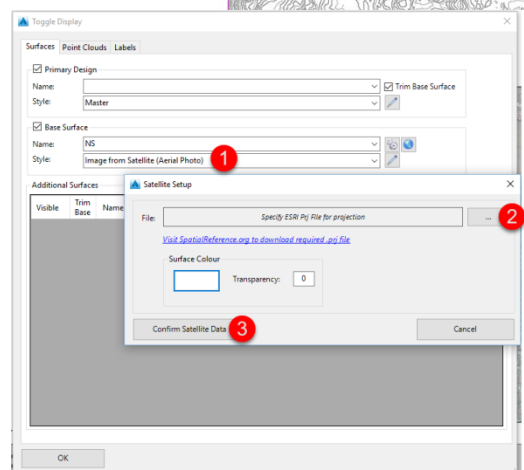 Toggle Display
Surfaces Point Clouds Labels
Primary Design
Name: Trim Base Surface
Style: Master
Base Surface
Name: NS
Style: Image from Satellite (Aerial Photo) 1
Additional Surfaces
Visible Trim Base Name
Satellite Setup
File: Specify ESRI Prj File for projection ... 2
Visit SpatialReference.org to download required .prj file
Surface Colour
Transparency: 0
Confirm Satellite Data 3 Cancel
OK